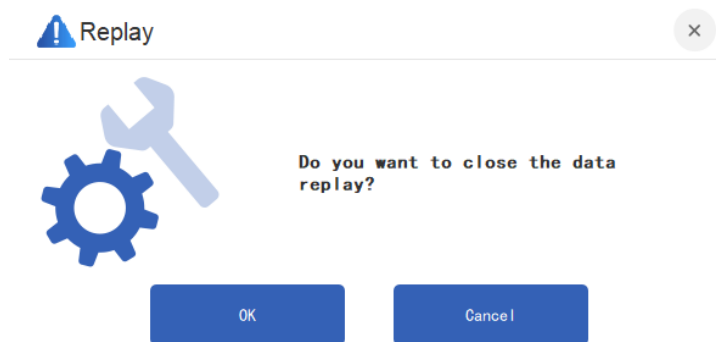 Replay
Do you want to close the data
replay?
OK
Cancel